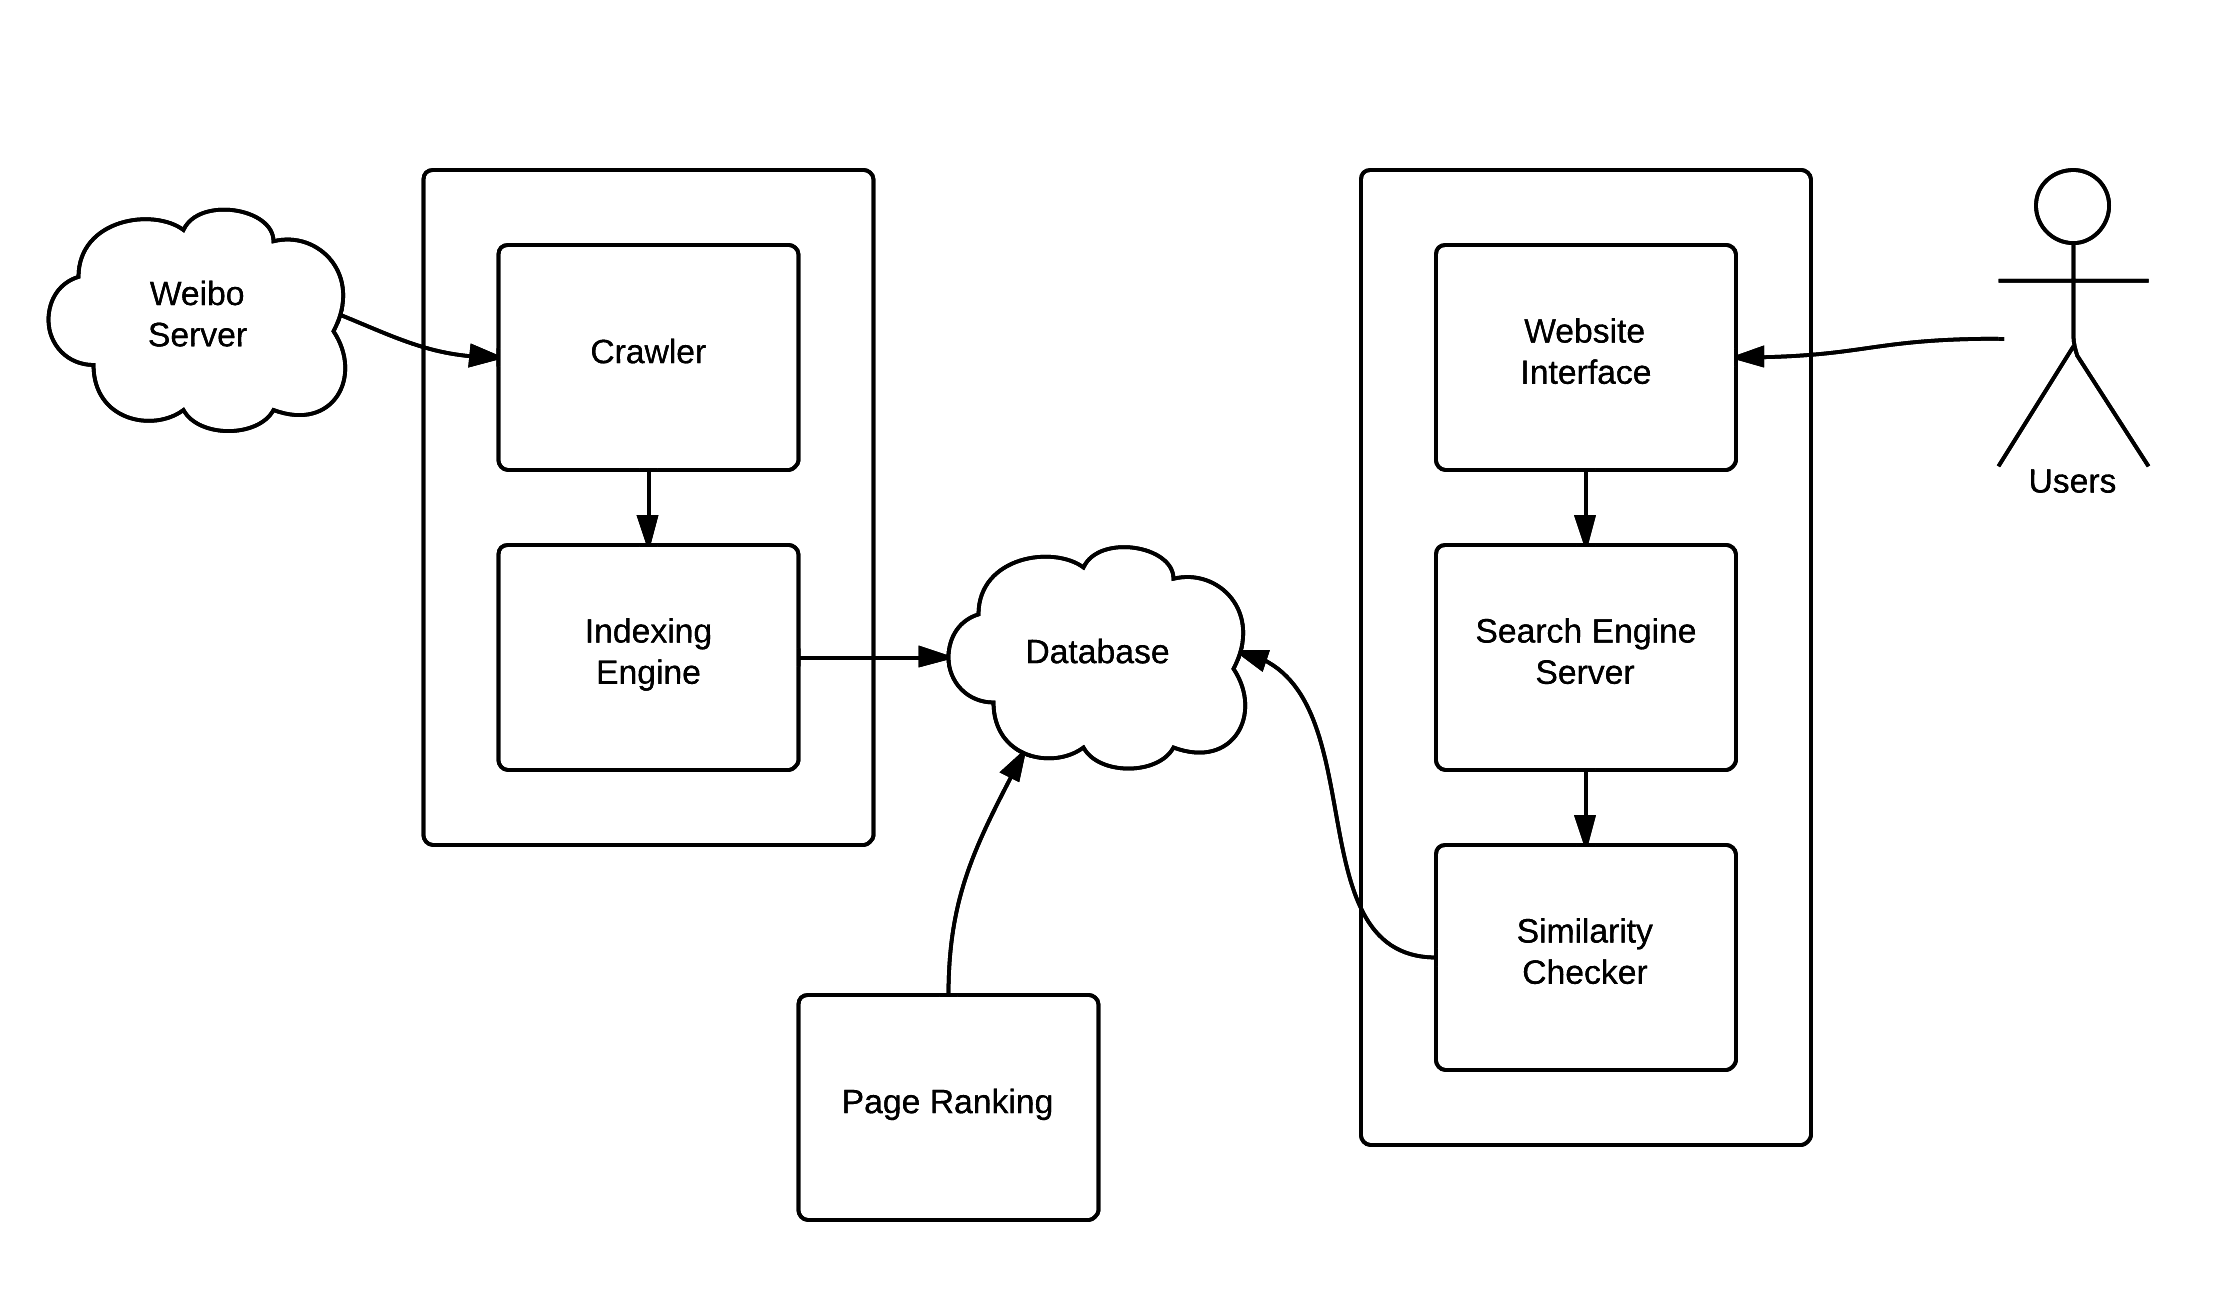 Weibo
Server
Crawler
Indexing
Engine
Database
Page Ranking
Website
Interface
Search Engine
Server
Similarity
Checker
Users